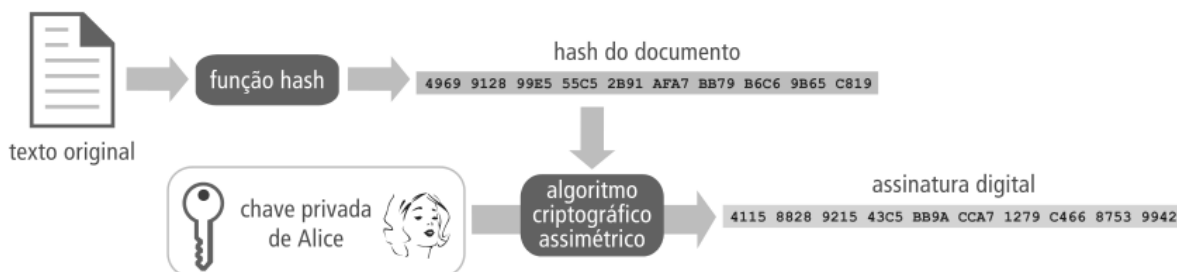 hash do documento
função hash
4969 9128 99E5 55C5 2B91 AFA7 BB79 B6C6 9B65 C819
texto original
chave privada
de Alice
algoritmo
criptográfico
assimétrico
assinatura digital
4115 8828 9215 43C5 BB9A CCA7 1279 C466 8753 9942